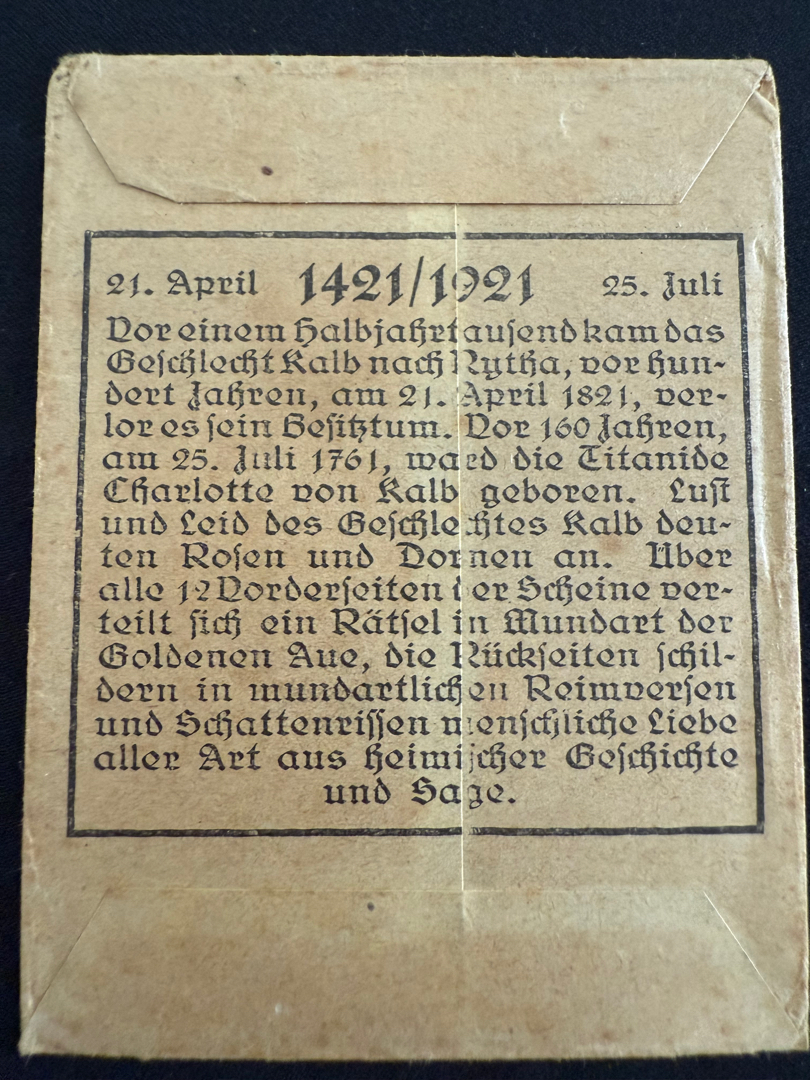 21. April 1421/1921 25. Juli
Vor einem Halbjahrtausend kam das
Geschlecht Kalb nach Rytha, vor hun-
dert Jahren, am 21. April 1821, ver-
lor es sein Besitztum. Vor 160 Jahren,
am 25. Juli 1761, ward die Titanide
Charlotte von Kalb geboren. Lust
und Leid des Geschlechtes Kalb deu-
ten Rosen und Dornen an. Über
alle 12 Vorderseiten der Scheine ver-
teilt sich ein Rätsel in Mundart der
Goldenen Aue, die Rückseiten schil-
dern in mundartlichen Reimversen
und Schattenrissen menschliche Liebe
aller Art aus heimischer Geschichte
und Sage.